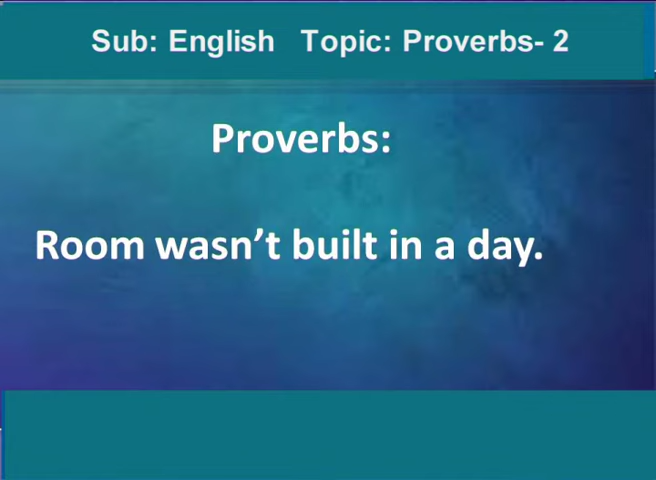 Sub: English Topic: Proverbs- 2
Proverbs:
Room wasn’t built in a day.